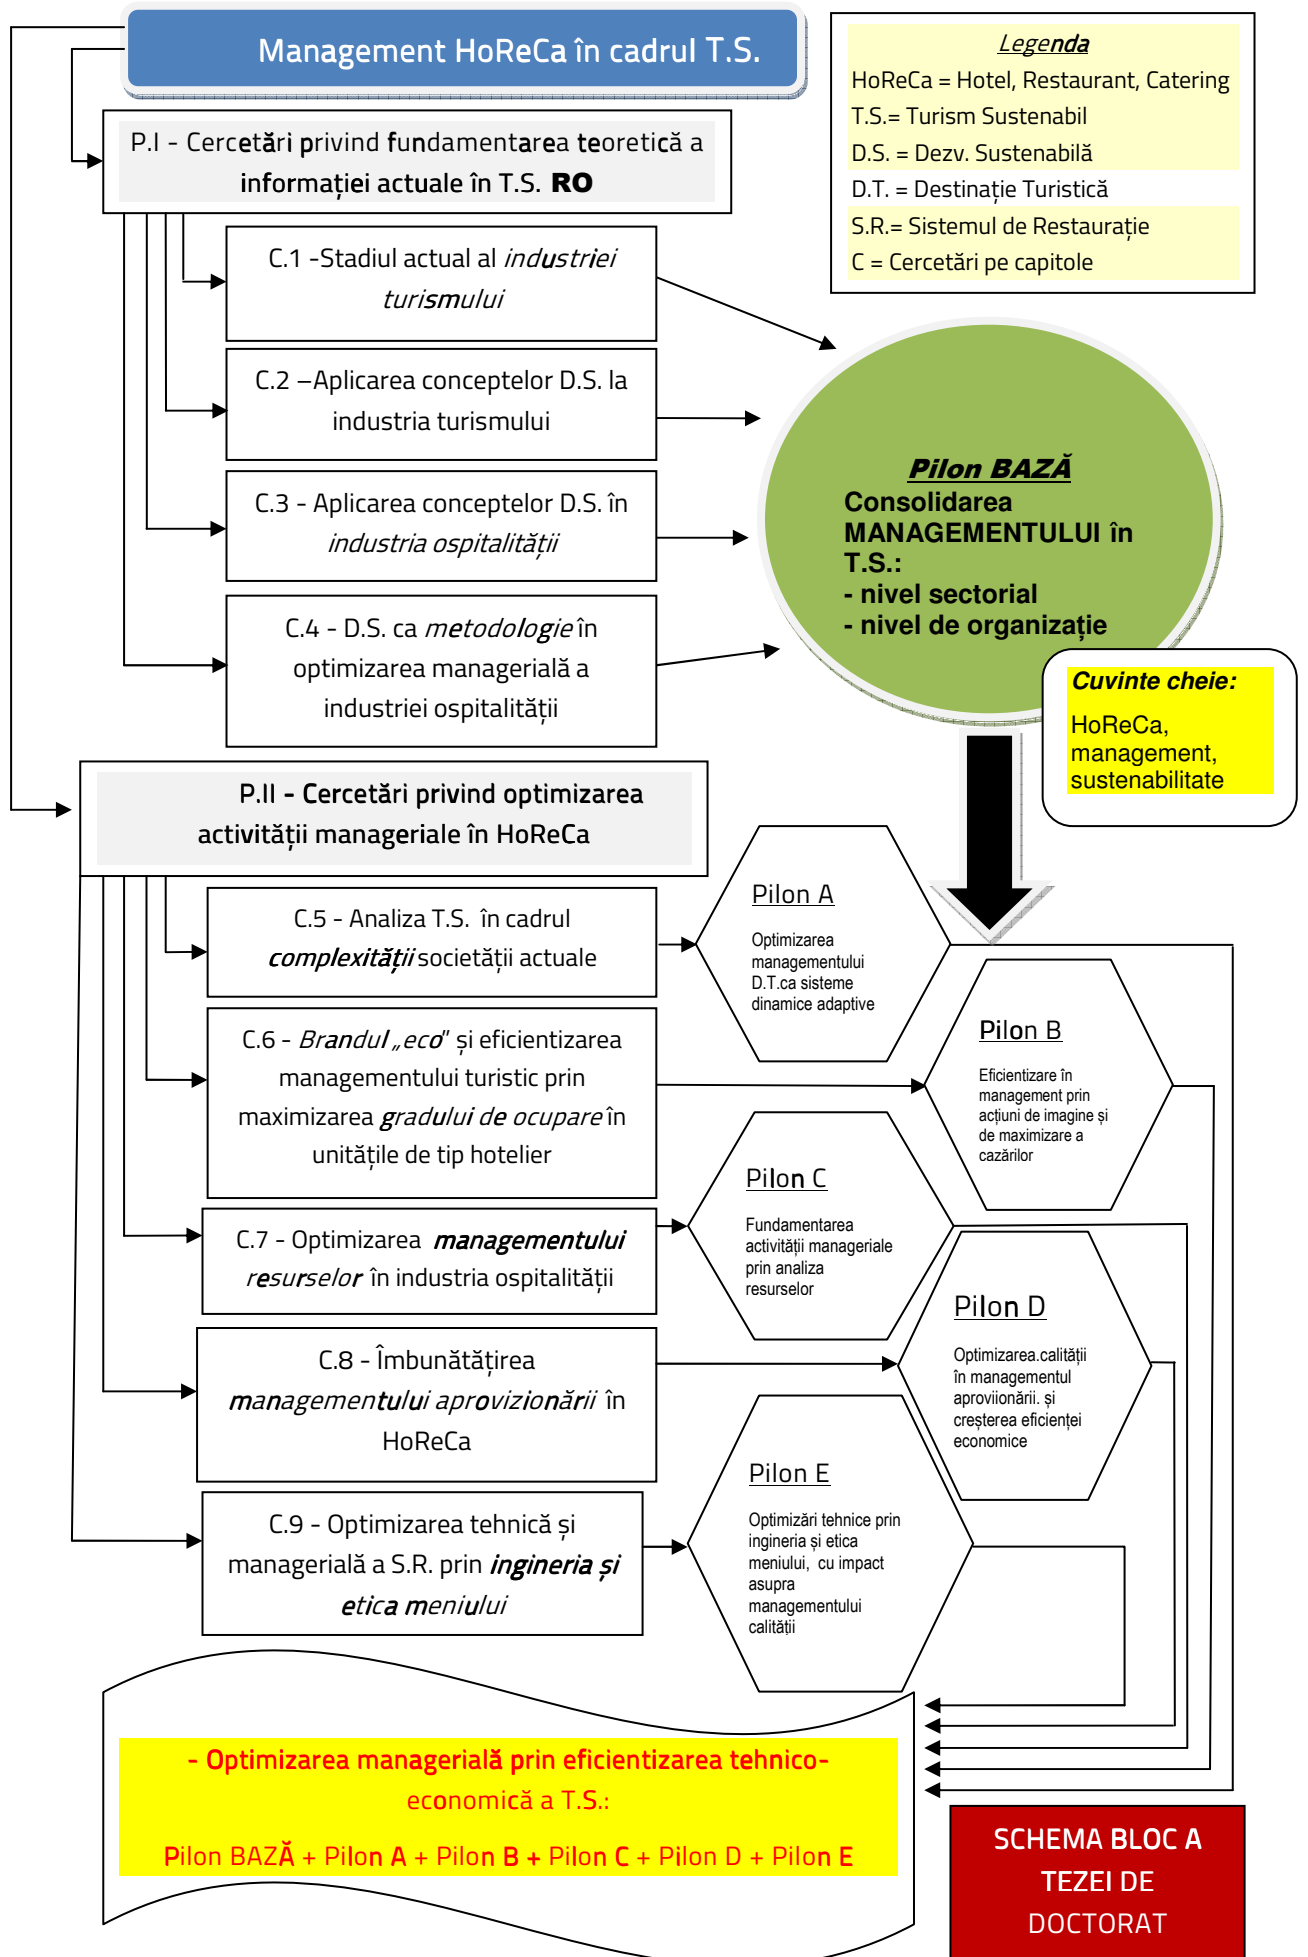 Management HoReCa în cadrul T.S.
Legenda
HoReCa = Hotel, Restaurant, Catering
T.S.= Turism Sustenabil
D.S. = Dezv. Sustenabilă
D.T. = Destinație Turistică
S.R.= Sistemul de Restaurație
C = Cercetări pe capitole
P.I - Cercetări privind fundamentarea teoretică a
informației actuale în T.S. RO
C.1 -Stadiul actual al industriei
turismului
C.2 –Aplicarea conceptelor D.S. la
industria turismului
C.3 - Aplicarea conceptelor D.S. în
industria ospitalității
C.4 - D.S. ca metodologie în
optimizarea managerială a
industriei ospitalității
Pilon BAZĂ
Consolidarea
MANAGEMENTULUI în
T.S.:
- nivel sectorial
- nivel de organizație
Cuvinte cheie:
HoReCa,
management,
sustenabilitate
P.II - Cercetări privind optimizarea
activității manageriale în HoReCa
C.5 - Analiza T.S. în cadrul
complexității societății actuale
Pilon A
Optimizarea
managementului
D.T.ca sisteme
dinamice adaptive
C.6 - Brandul „eco” și eficientizarea
managementului turistic prin
maximizarea gradului de ocupare în
unitățile de tip hotelier
Pilon B
Eficientizare în
management prin
acțiuni de imagine și
de maximizare a
cazărilor
C.7 - Optimizarea managementului
resurselor în industria ospitalității
Pilon C
Fundamentarea
activității manageriale
prin analiza
resurselor
C.8 - Îmbunătățirea
managementului aprovizionării în
HoReCa
Pilon D
Optimizarea.calității
în managementul
aproviionării. și
creșterea eficienței
economice
C.9 - Optimizarea tehnică și
managerială a S.R. prin ingineria și
etica meniului
Pilon E
Optimizări tehnice prin
ingineria și etica
meniului, cu impact
asupra
managementului
calității
- Optimizarea managerială prin eficientizarea tehnico-
economică a T.S.:
Pilon BAZĂ + Pilon A + Pilon B + Pilon C + Pilon D + Pilon E
SCHEMA BLOC A
TEZEI DE
DOCTORAT